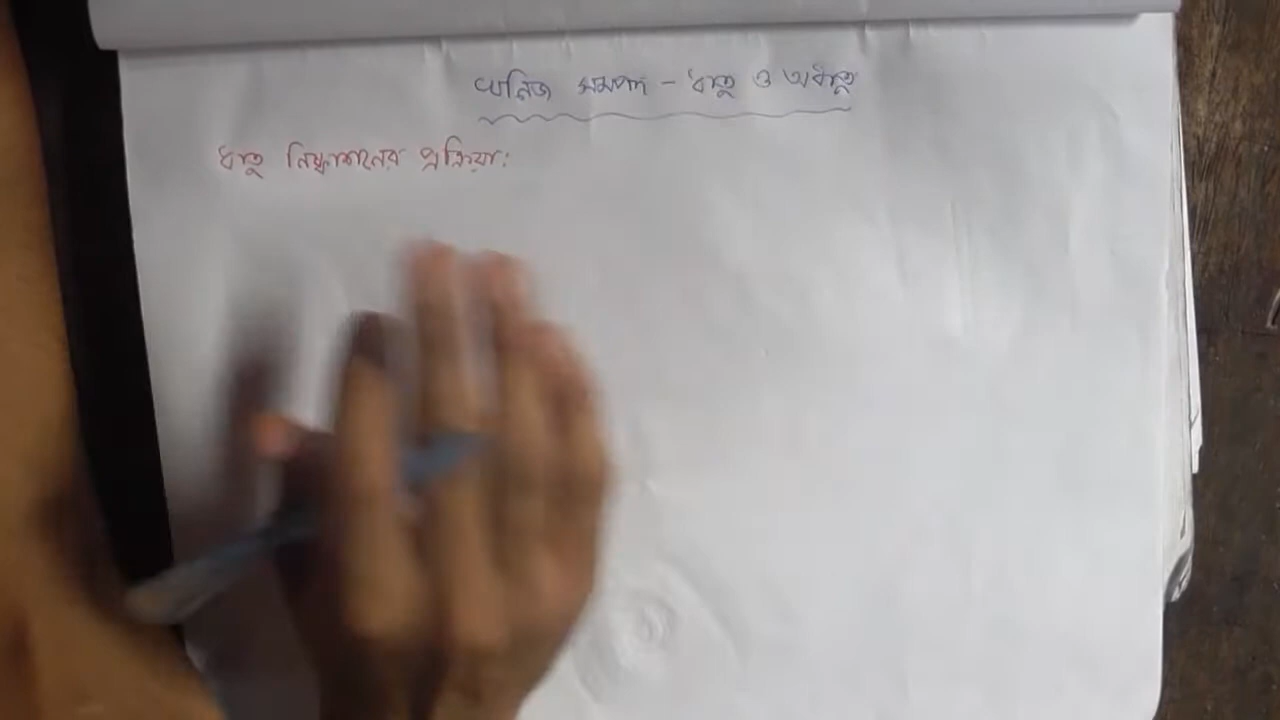 খনিজ সম্পদ - ধাতু ও অধাতু
ধাতু নিষ্কাশনের প্রক্রিয়া: